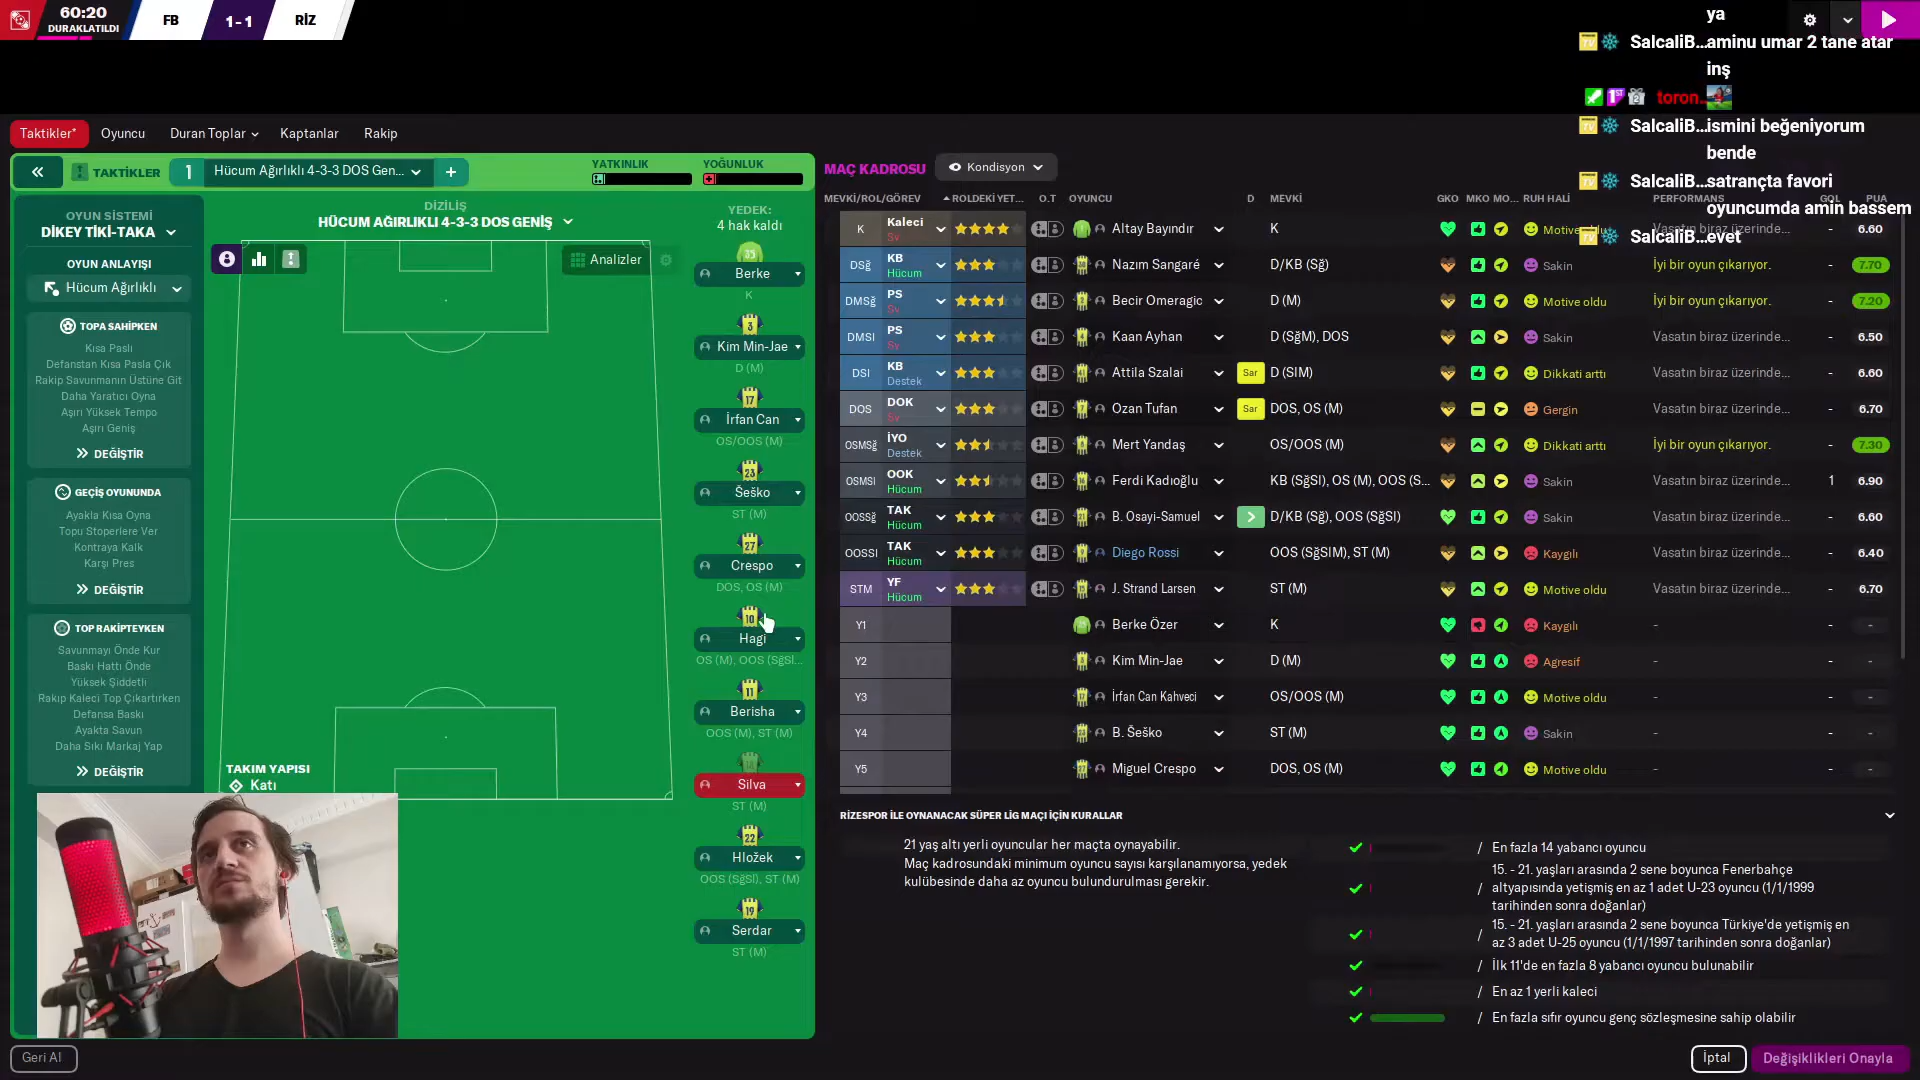 60:20
DURAKLATILDI
FB
1 - 1
RİZ
ya
SalcaliB...aminu umar 2 tane atar
inş
toron..
SalcaliB...ismini beğeniyorum
bende
SalcaliB...satrançta favori
oyuncumda amin bassem
SalcaliB...evet
Taktikler*
Oyuncu
Duran Toplar
Kaptanlar
Rakip
TAKTİKLER
1
Hücum Ağırlıklı 4-3-3 DOS Gen...
YATKINLIK
YOĞUNLUK
OYUN SİSTEMİ
DİKEY TİKİ-TAKA
OYUN ANLAYIŞI
Hücum Ağırlıklı
TOPA SAHİPKEN
Kısa Paslı
Defanstan Kısa Pasla Çık
Rakip Savunmanın Üstüne Git
Daha Yaratıcı Oyna
Aşırı Yüksek Tempo
Aşırı Geniş
DEĞİŞTİR
GEÇİŞ OYUNUNDA
Ayakla Kısa Oyna
Topu Stoperlere Ver
Kontraya Kalk
Karşı Pres
DEĞİŞTİR
TOP RAKİPTEYKEN
Savunmayı Önde Kur
Baskı Hattı Önde
Yüksek Şiddetli
Rakip Kaleci Top Çıkartırken
Defansa Baskı
Ayakta Savun
Daha Sıkı Markaj Yap
DEĞİŞTİR
DİZİLİŞ
HÜCUM AĞIRLIKLI 4-3-3 DOS GENİŞ
Analizler
TAKIM YAPISI
Katı
YEDEK:
4 hak kaldı
35
Berke
K
3
Kim Min-Jae
D (M)
17
İrfan Can
OS/OOS (M)
23
Šeško
ST (M)
27
Crespo
DOS, OS (M)
10
Hagi
OS (M), OOS (SğSl...
11
Berisha
OOS (M), ST (M)
Silva
ST (M)
22
Hložek
OOS (SğSl), ST (M)
19
Serdar
ST (M)
MAÇ KADROSU
Kondisyon
MEVKİ/ROL/GÖREV ROLDEKİ YET... O.T OYUNCU D MEVKİ GKO MKO MO... RUH HALİ PERFORMANS GOL PUA
K Kaleci Sv Altay Bayındır K Motive oldu Vasatın biraz üzerinde... - 6.60
DSğ KB Hücum Nazım Sangaré D/KB (Sğ) Sakin İyi bir oyun çıkarıyor. - 7.70
DMSğ PS Sv Becir Omeragic D (M) Motive oldu İyi bir oyun çıkarıyor. - 7.20
DMSl PS Sv Kaan Ayhan D (SğM), DOS Sakin Vasatın biraz üzerinde... - 6.50
DSl KB Destek Attila Szalai Sar D (SlM) Dikkati arttı Vasatın biraz üzerinde... - 6.60
DOS DOK Sv Ozan Tufan Sar DOS, OS (M) Gergin Vasatın biraz üzerinde... - 6.70
OSMSğ İYO Destek Mert Yandaş OS/OOS (M) Dikkati arttı İyi bir oyun çıkarıyor. - 7.30
OSMSl OOK Hücum Ferdi Kadıoğlu KB (SğSl), OS (M), OOS (S... Sakin Vasatın biraz üzerinde... 1 6.90
OOSSğ TAK Hücum B. Osayi-Samuel D/KB (Sğ), OOS (SğSl) Sakin Vasatın biraz üzerinde... - 6.60
OOSSl TAK Hücum Diego Rossi OOS (SğSlM), ST (M) Kaygılı Vasatın biraz üzerinde... - 6.40
STM YF Hücum J. Strand Larsen ST (M) Motive oldu Vasatın biraz üzerinde... - 6.70
Y1 Berke Özer K Kaygılı - - -
Y2 Kim Min-Jae D (M) Agresif - - -
Y3 İrfan Can Kahveci OS/OOS (M) Motive oldu - - -
Y4 B. Šeško ST (M) Sakin - - -
Y5 Miguel Crespo DOS, OS (M) Motive oldu - - -
RİZESPOR İLE OYNANACAK SÜPER LİG MAÇI İÇİN KURALLAR
21 yaş altı yerli oyuncular her maçta oynayabilir.
Maç kadrosundaki minimum oyuncu sayısı karşılanamıyorsa, yedek
kulübesinde daha az oyuncu bulundurulması gerekir.
/ En fazla 14 yabancı oyuncu
15. - 21. yaşları arasında 2 sene boyunca Fenerbahçe
/ altyapısında yetişmiş en az 1 adet U-23 oyuncu (1/1/1999
tarihinden sonra doğanlar)
15. - 21. yaşları arasında 2 sene boyunca Türkiye'de yetişmiş en
/ az 3 adet U-25 oyuncu (1/1/1997 tarihinden sonra doğanlar)
/ İlk 11'de en fazla 8 yabancı oyuncu bulunabilir
/ En az 1 yerli kaleci
/ En fazla sıfır oyuncu genç sözleşmesine sahip olabilir
Geri Al
İptal
Değişiklikleri Onayla